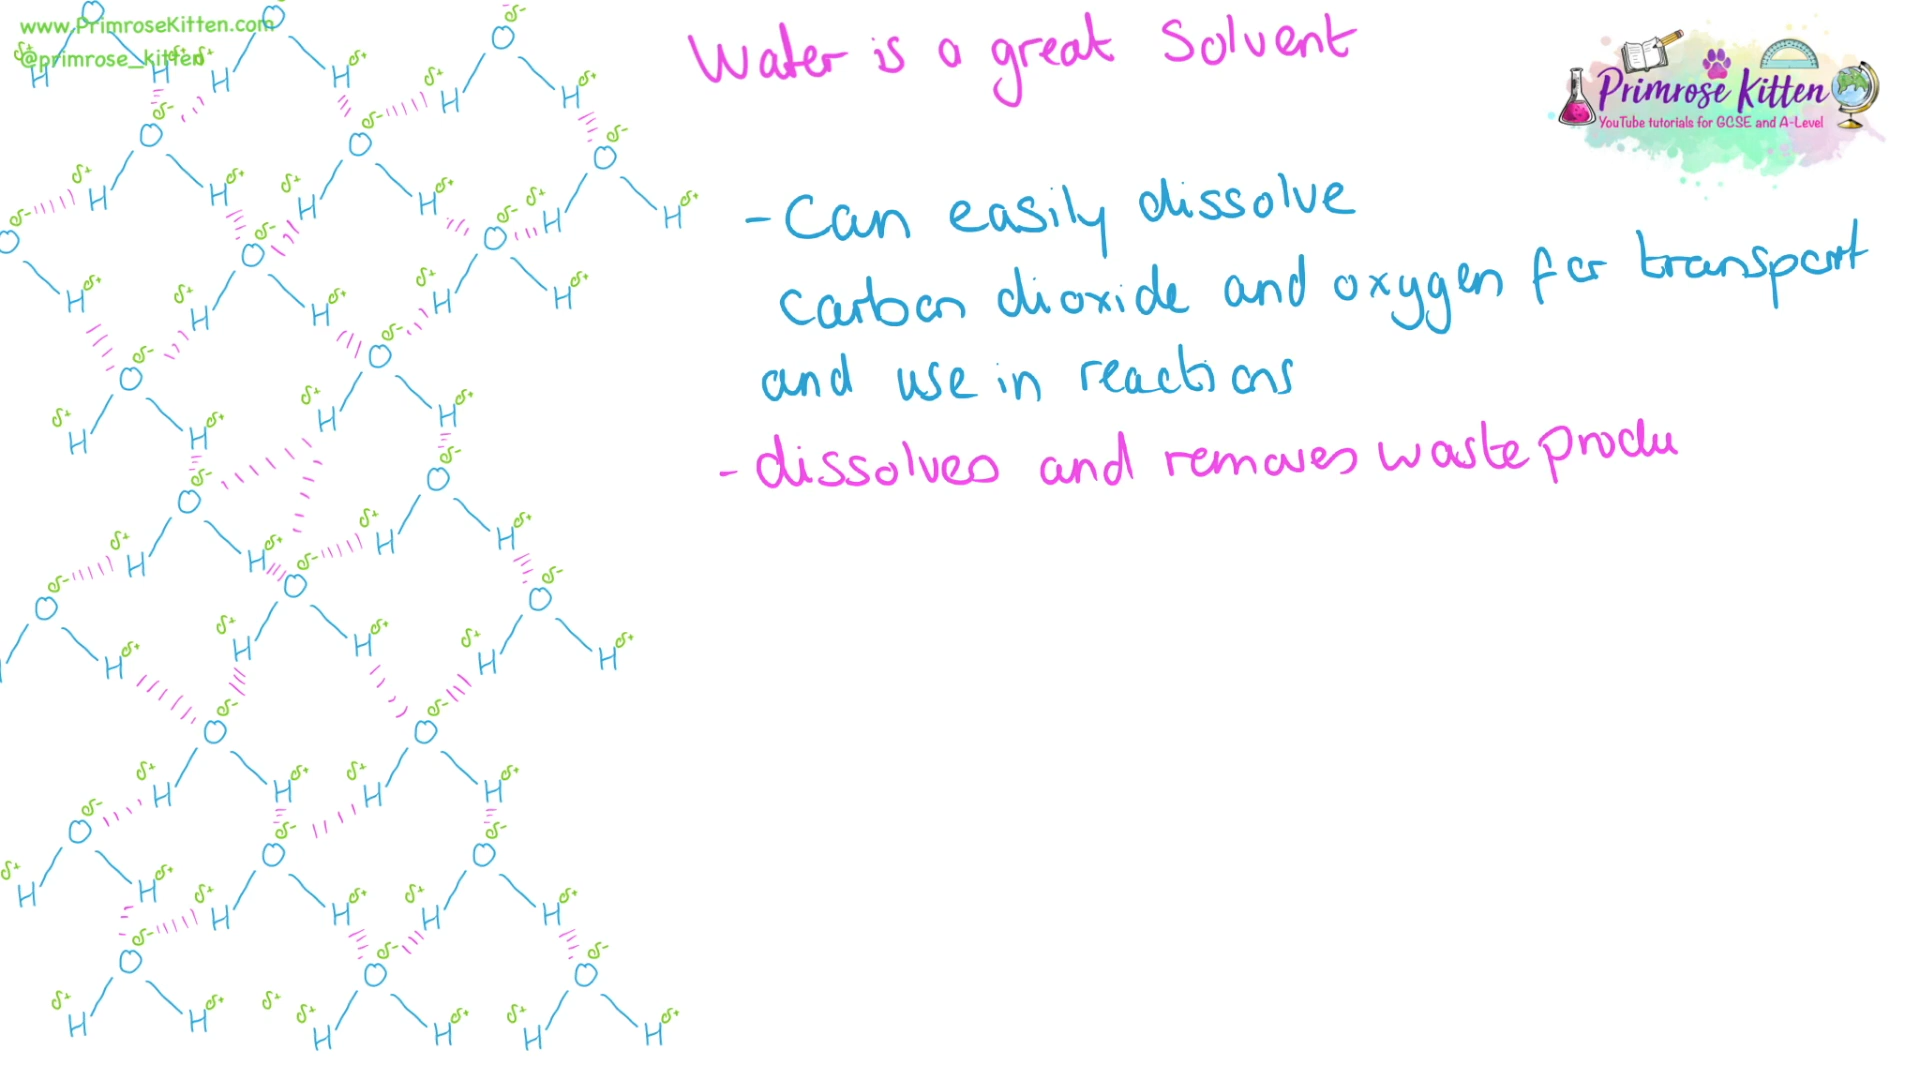 www.PrimroseKitten.com
@primrose_kitten
Water is a great Solvent
Primrose Kitten
YouTube tutorials for GCSE and A-Level
- Can easily dissolve
carbon dioxide and oxygen for transport
and use in reactions
- dissolves and removes waste produ